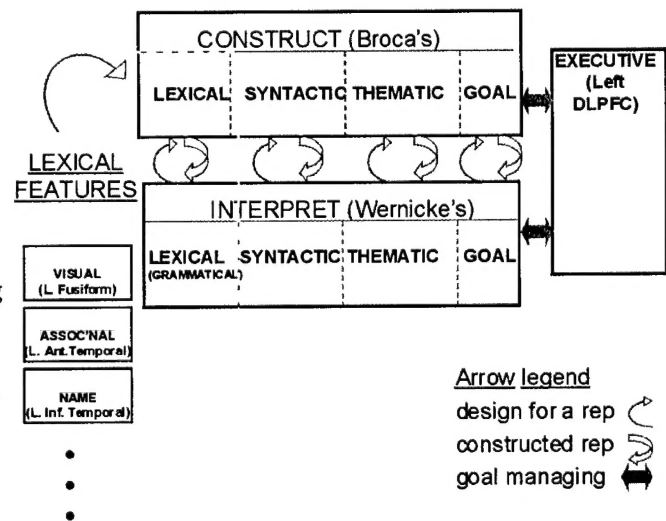 CONSTRUCT (Broca's)
LEXICAL SYNTACTIC THEMATIC GOAL
EXECUTIVE
(Left
DLPFC)
LEXICAL
FEATURES
INTERPRET (Wernicke's)
LEXICAL SYNTACTIC THEMATIC GOAL
(GRAMMATICAL)
VISUAL
(L. Fusiform)
ASSOC'NAL
(L. Ant. Temporal)
NAME
(L. Inf. Temporal)
Arrow legend
design for a rep
constructed rep
goal managing